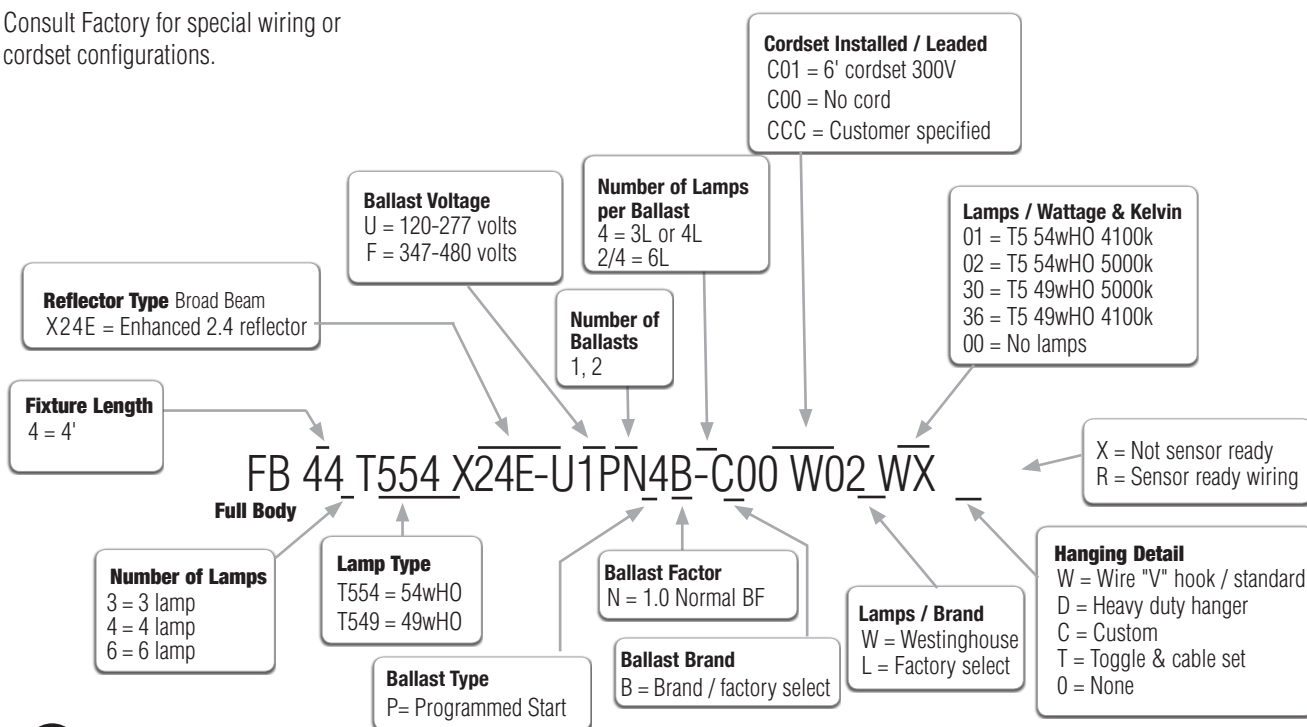 Consult Factory for special wiring or
cordset configurations.
Cordset Installed / Leaded
C01 = 6' cordset 300V
C00 = No cord
CCC = Customer specified
Ballast Voltage
U = 120-277 volts
F = 347-480 volts
Number of Lamps
per Ballast
4 = 3L or 4L
2/4 = 6L
Lamps / Wattage & Kelvin
01 = T5 54wHO 4100k
02 = T5 54wHO 5000k
30 = T5 49wHO 5000k
36 = T5 49wHO 4100k
00 = No lamps
Reflector Type Broad Beam
X24E = Enhanced 2.4 reflector
Number of
Ballasts
1, 2
Fixture Length
4 = 4'
FB 44 T554 X24E-U1PN4B-C00 W02 WX
Full Body
X = Not sensor ready
R = Sensor ready wiring
Number of Lamps
3 = 3 lamp
4 = 4 lamp
6 = 6 lamp
Lamp Type
T554 = 54wHO
T549 = 49wHO
Ballast Type
P= Programmed Start
Ballast Factor
N = 1.0 Normal BF
Ballast Brand
B = Brand / factory select
Lamps / Brand
W = Westinghouse
L = Factory select
Hanging Detail
W = Wire "V" hook / standard
D = Heavy duty hanger
C = Custom
T = Toggle & cable set
0 = None